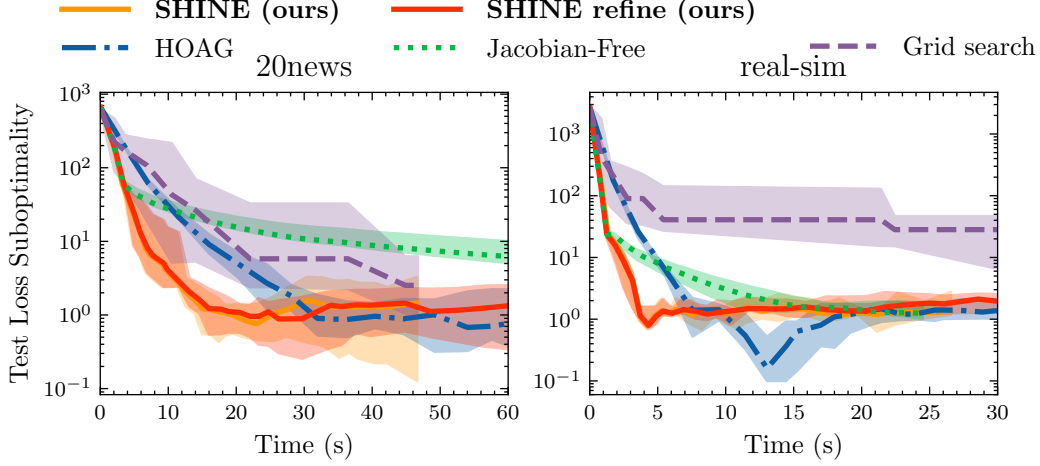 SHINE (ours) SHINE refine (ours)
HOAG Jacobian-Free Grid search
20news real-sim
Test Loss Suboptimality
10³
10²
10¹
10⁰
10⁻¹
0 10 20 30 40 50 60
Time (s)
10³
10²
10¹
10⁰
10⁻¹
0 5 10 15 20 25 30
Time (s)